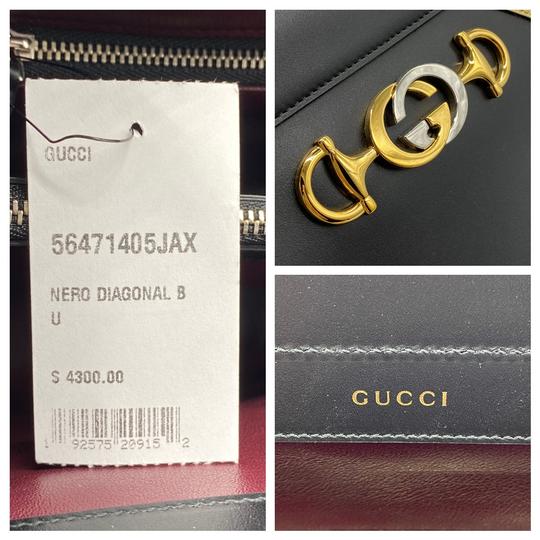 GUCCI
56471405JAX
NERO DIAGONAL B
U
$ 4300.00
92575 20915 2
GUCCI